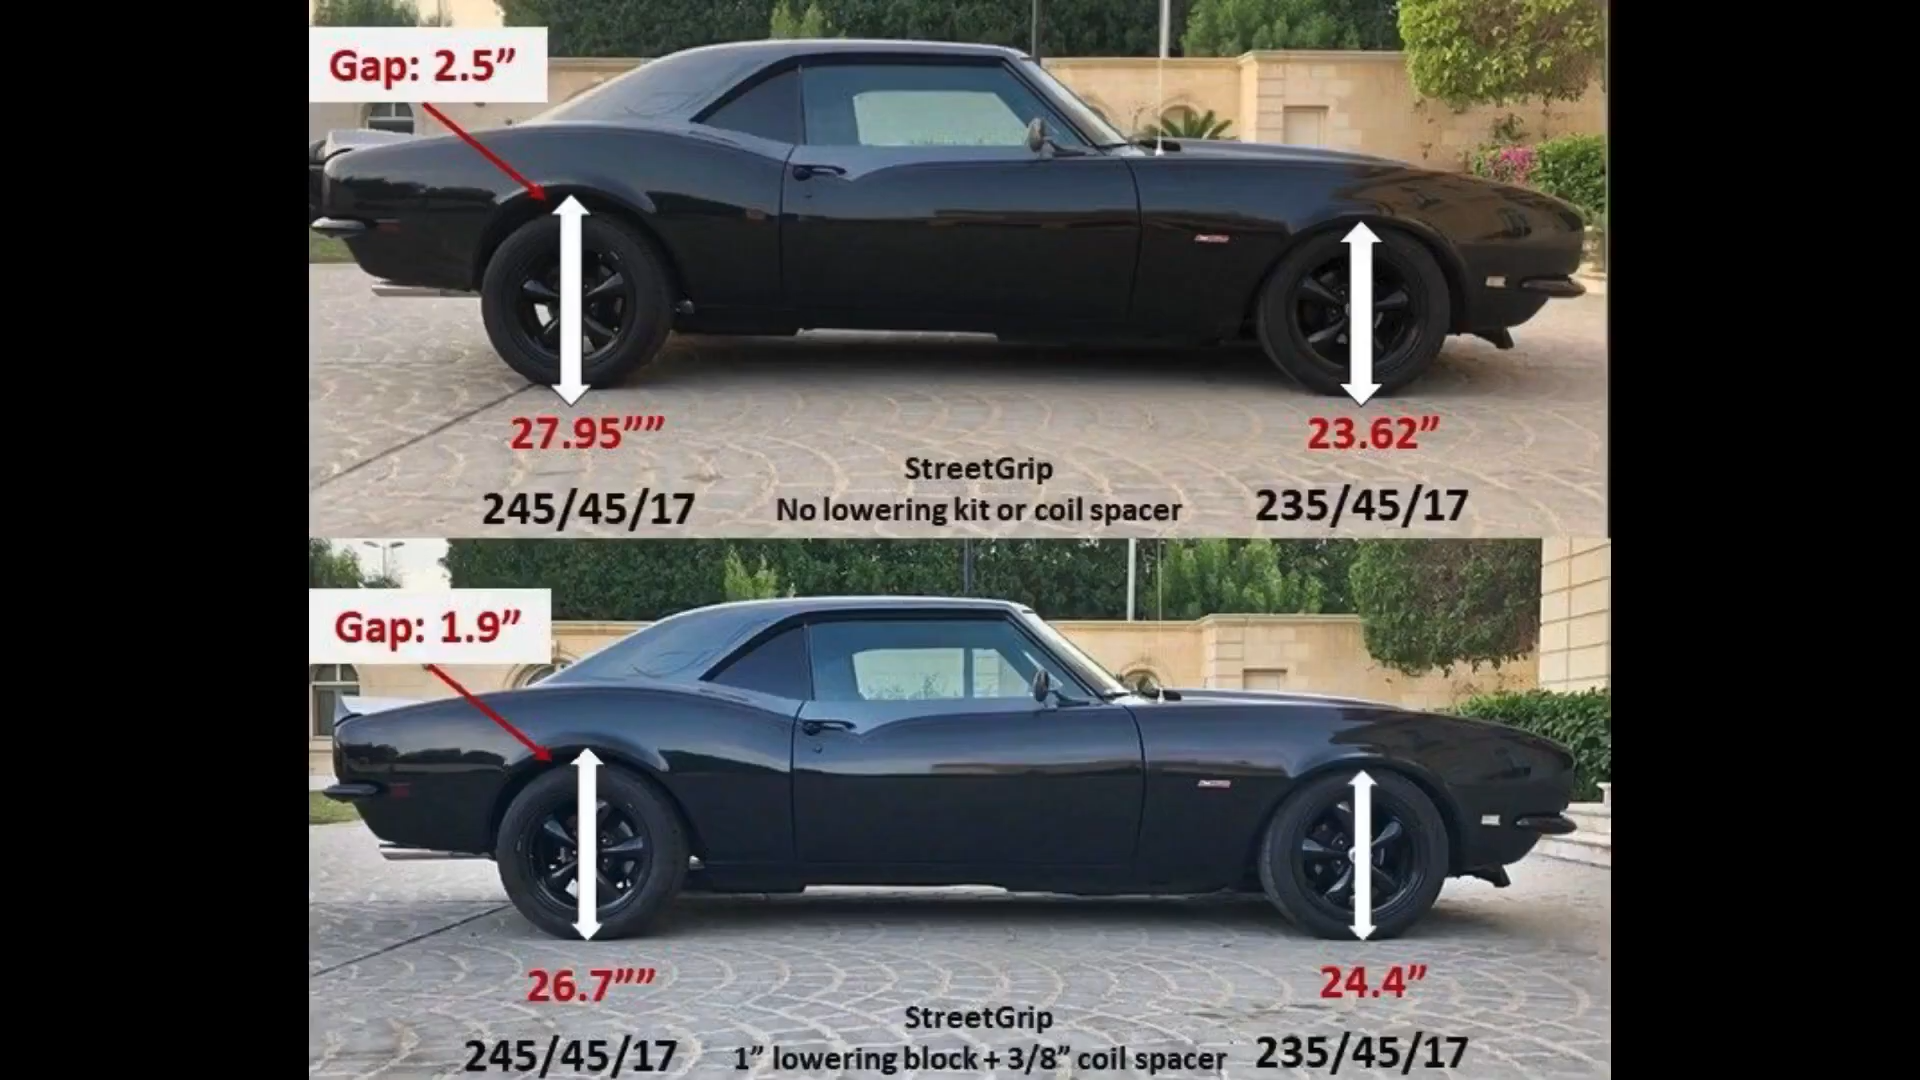 Gap: 2.5”
27.95””
23.62”
StreetGrip
245/45/17
No lowering kit or coil spacer
235/45/17
Gap: 1.9”
26.7””
24.4”
StreetGrip
245/45/17
1” lowering block + 3/8” coil spacer
235/45/17